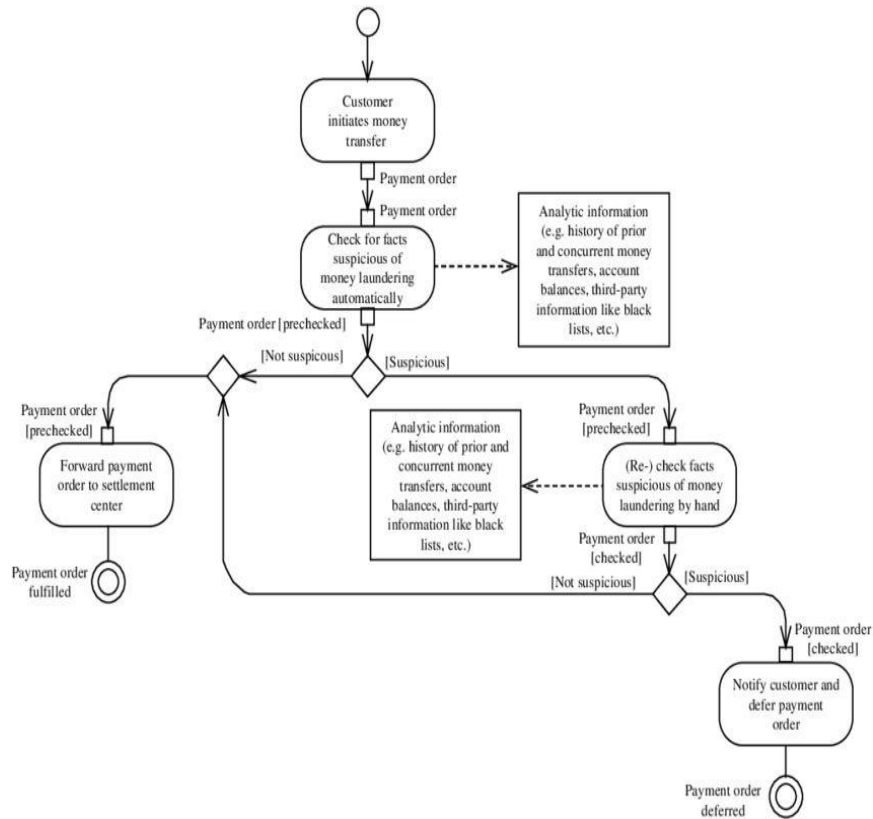 Customer
initiates money
transfer
Payment order
Payment order
Check for facts
suspicious of
money laundering
automatically
Analytic information
(e.g. history of prior
and concurrent money
transfers, account
balances, third-party
information like black
lists, etc.)
Payment order [prechecked]
[Not suspicous]
[Suspicious]
Payment order
[prechecked]
Forward payment
order to settlement
center
Payment order
fulfilled
Analytic information
(e.g. history of prior and
concurrent money
transfers, account
balances, third-party
information like black
lists, etc.)
Payment order
[prechecked]
(Re-) check facts
suspicious of money
laundering by hand
Payment order
[checked]
[Not suspicious]
[Suspicious]
Payment order
[checked]
Notify customer and
defer payment
order
Payment order
deferred